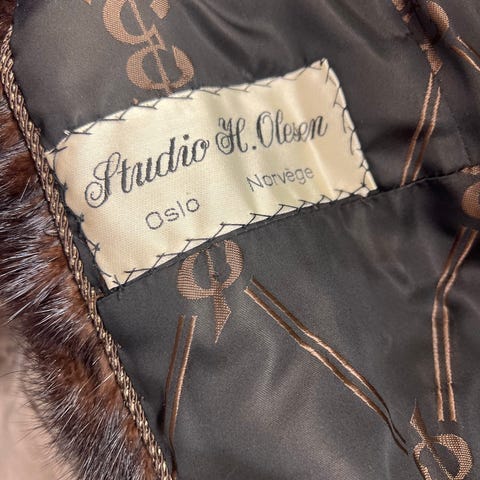 Studio H. Olesen
Oslo Norvège